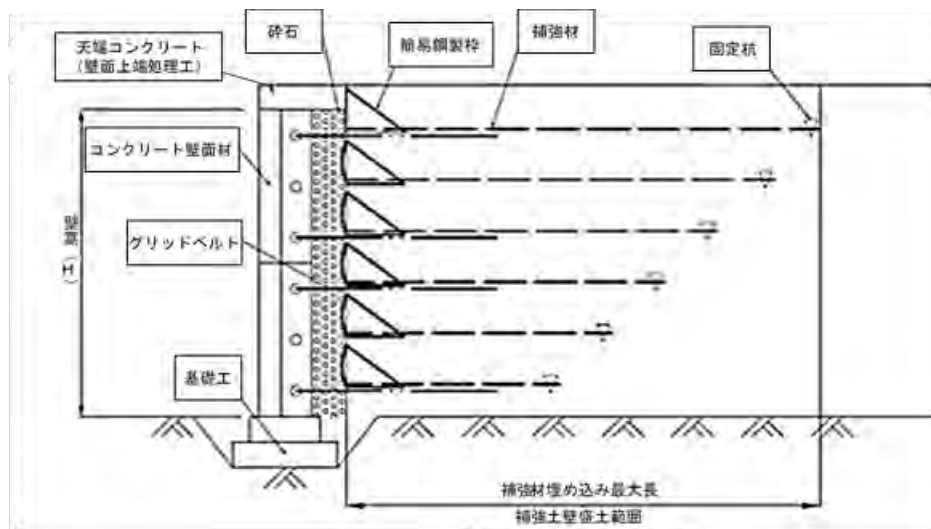 砕石
簡易鋼製枠
補強材
固定杭
天端コンクリート
(壁面上端処理工)
コンクリート壁面材
壁高(H)
グリッドベルト
基礎工
補強材埋め込み最大長
補強土壁盛土範囲